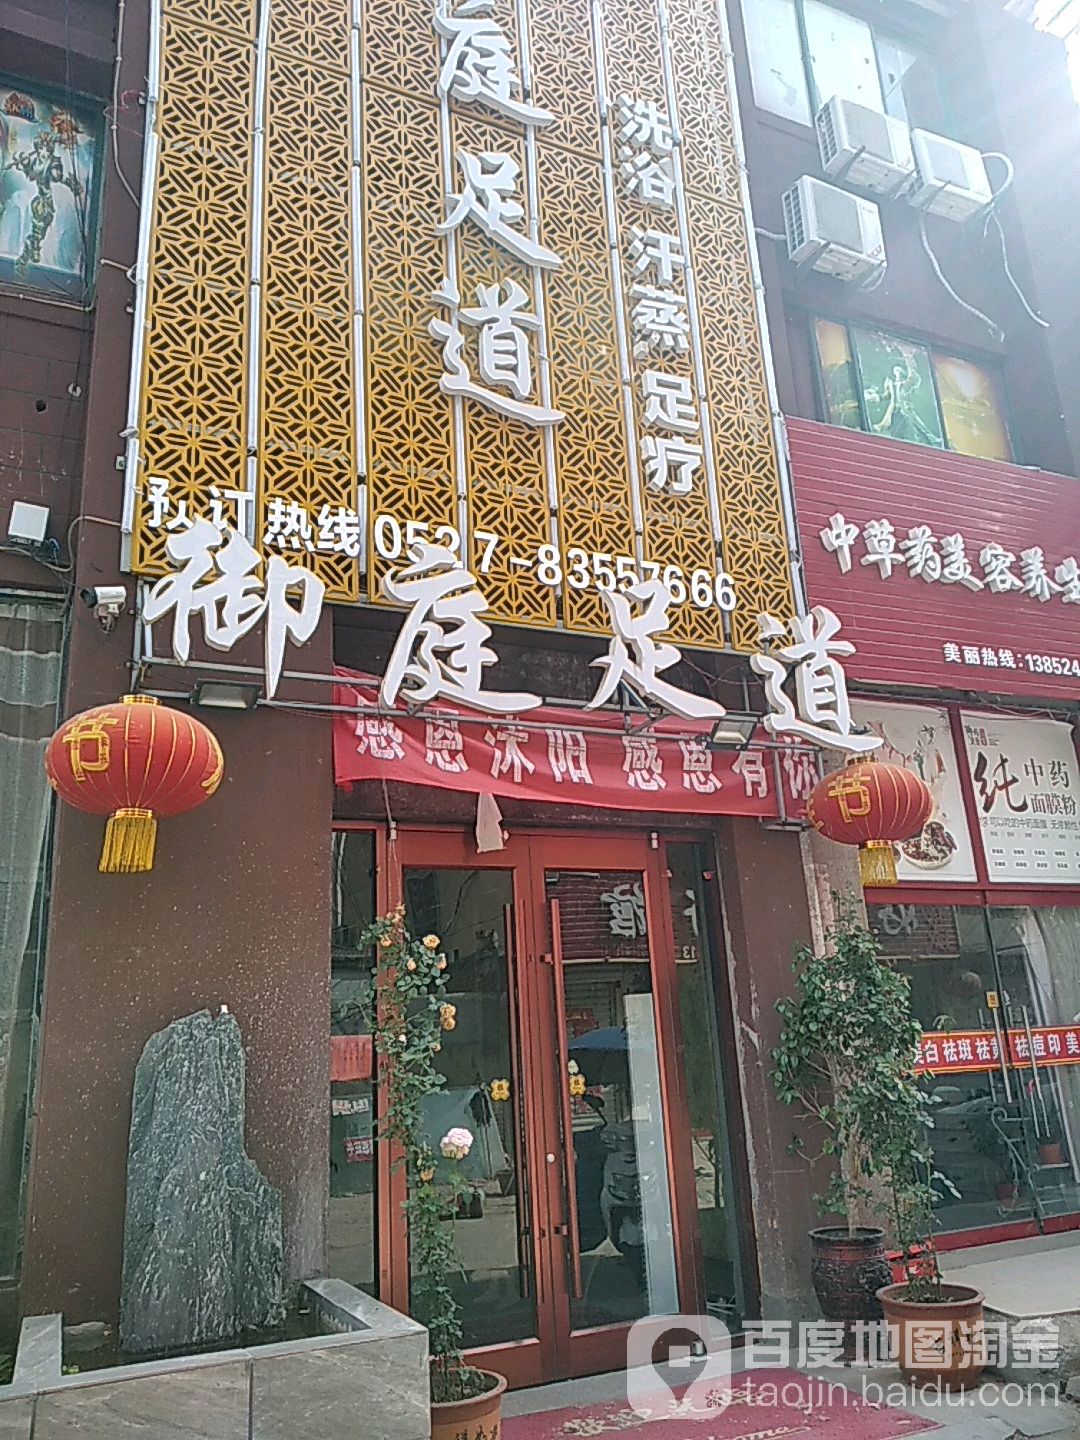 庭足道
洗浴 汗蒸 足疗
预订热线 0527-83557666
御庭足道
感恩沭阳 感恩有你
中草药美容养生
美丽热线:138524
纯中药
面膜粉
美白 祛斑 祛黄 祛痘印 美
节
节
百度地图淘金
taojin.baidu.com